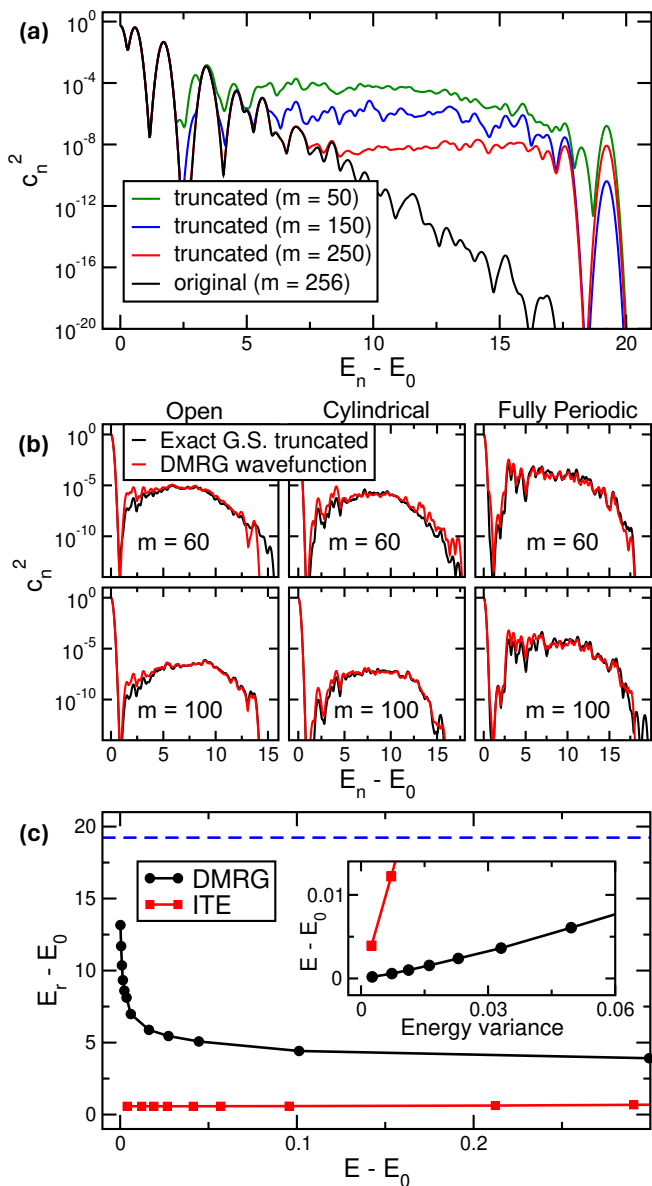 (a)
10^0
10^-4
10^-8
10^-12
10^-16
10^-20
c_n^2
truncated (m = 50)
truncated (m = 150)
truncated (m = 250)
original (m = 256)
0 5 10 15 20
E_n - E_0
(b)
Open Cylindrical Fully Periodic
Exact G.S. truncated
DMRG wavefunction
10^0
10^-5
10^-10
m = 60 m = 60 m = 60
c_n^2
10^0
10^-5
10^-10
m = 100 m = 100 m = 100
0 5 10 15 0 5 10 15 0 5 10 15
E_n - E_0
(c)
20
15
10
5
0
E_r - E_0
DMRG
ITE
0.01
0
E - E_0
0 0.03 0.06
Energy variance
0 0.1 0.2
E - E_0